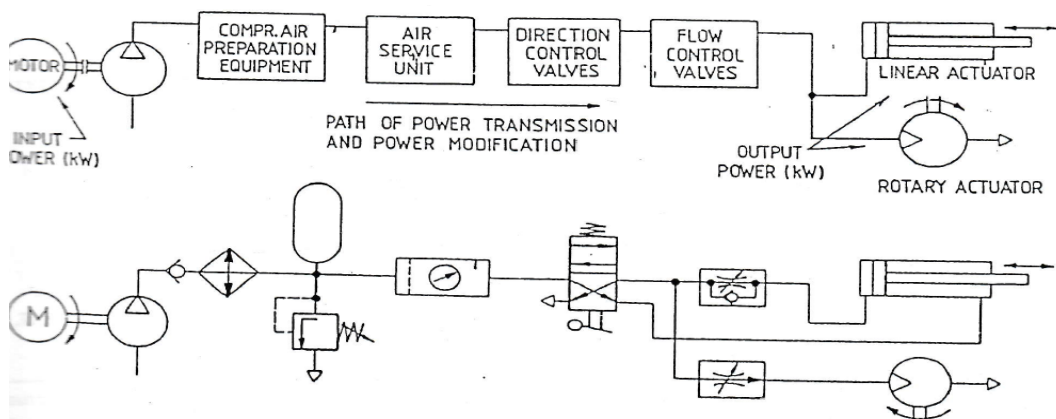 MOTOR
COMPR. AIR
PREPARATION
EQUIPMENT
AIR
SERVICE
UNIT
DIRECTION
CONTROL
VALVES
FLOW
CONTROL
VALVES
LINEAR ACTUATOR
INPUT
OWER (kW)
PATH OF POWER TRANSMISSION
AND POWER MODIFICATION
OUTPUT
POWER (kW)
ROTARY ACTUATOR
M